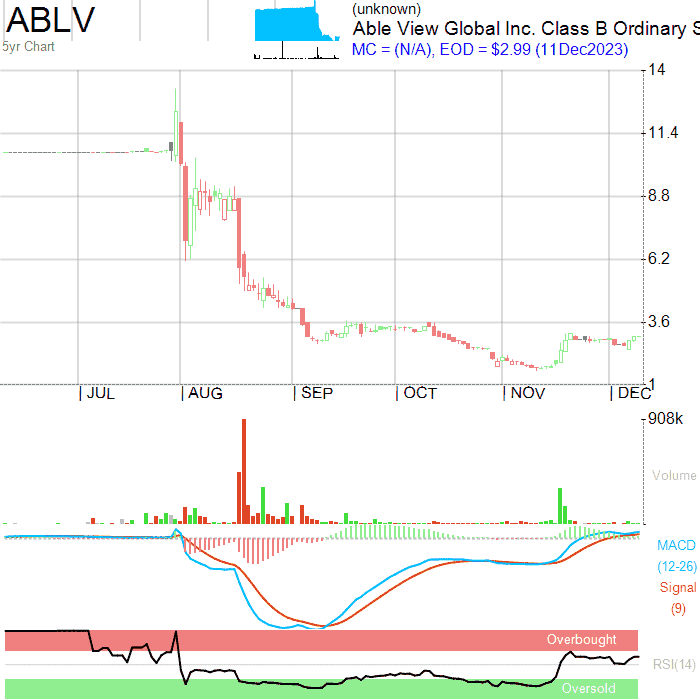 ABLV
5yr Chart
(unknown)
Able View Global Inc. Class B Ordinary S
MC = (N/A), EOD = $2.99 (11Dec2023)
14
11.4
8.8
6.2
3.6
1
JUL AUG SEP OCT NOV DEC
908k
Volume
MACD
(12-26)
Signal
(9)
Overbought
RSI(14)
Oversold